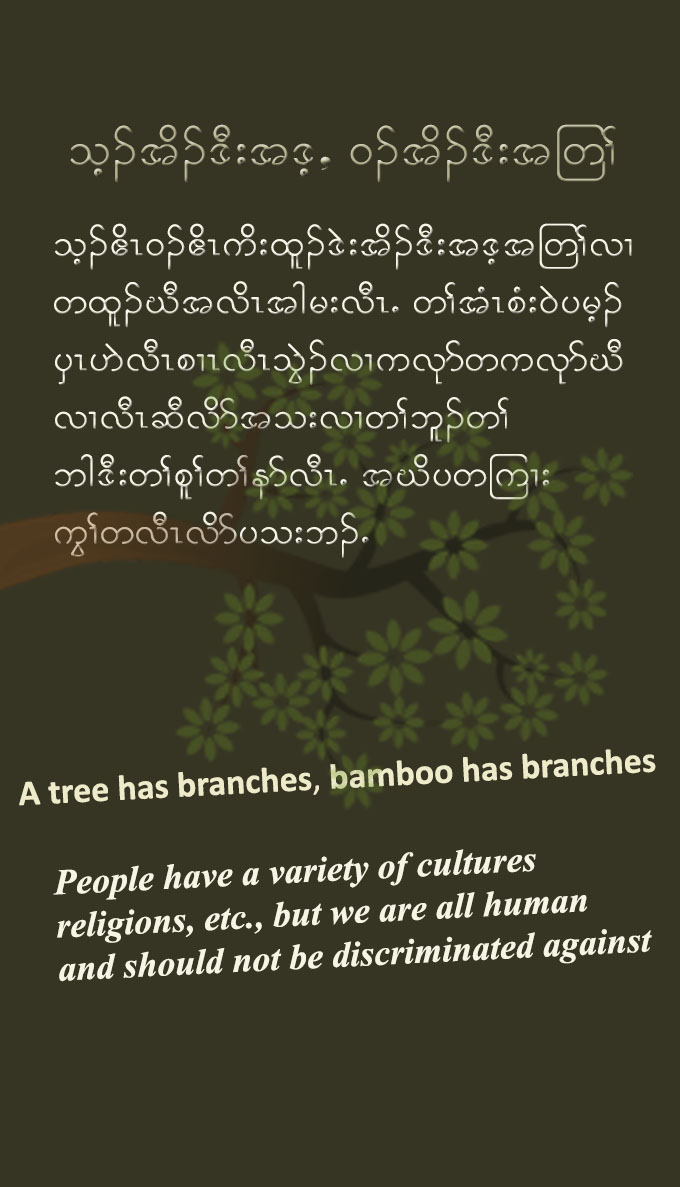 သ့ၣ်အိၣ်ဒီးအဒ့, ဝၣ်အိၣ်ဒီးအတြၢ်
သ့ၣ်ဧိၤဝၣ်ဧိၤကိးထူၣ်ဒဲးအိၣ်ဒီးအဒ့အတြၢ်လၢ
တထူၣ်ဃီအလိၤအါမးလီၤ. တၢ်အံၤစံးဝဲပမ့ၣ်
ပှၤဟဲလီၤစၢၤလီၤသွဲၣ်လၢကလုာ်တကလုာ်ဃီ
လၢလီၤဆီလိာ်အသးလၢတၢ်ဘူၣ်တၢ်
ဘါဒီးတၢ်စူၢ်တၢ်နာ်လီၤ. အဃိပတကြၢး
ကွၢ်တလီၤလိာ်ပသးဘၣ်.
A tree has branches, bamboo has branches
People have a variety of cultures
religions, etc., but we are all human
and should not be discriminated against